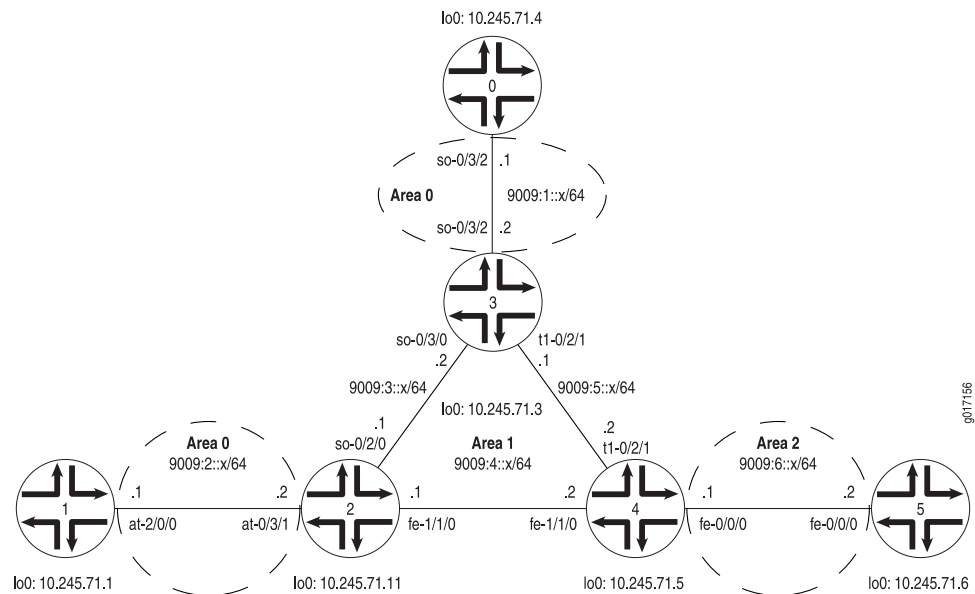 lo0: 10.245.71.4
0
so-0/3/2 .1
Area 0 9009:1::x/64
so-0/3/2 .2
3
so-0/3/0 t1-0/2/1
.2 .1
9009:3::x/64 9009:5::x/64
lo0: 10.245.71.3
.1 .2
so-0/2/0 t1-0/2/1
Area 0 Area 1 Area 2
9009:2::x/64 9009:4::x/64 9009:6::x/64
.1 .2 .1 .2 .1 .2
1 2 4 5
at-2/0/0 at-0/3/1 fe-1/1/0 fe-1/1/0 fe-0/0/0 fe-0/0/0
lo0: 10.245.71.1 lo0: 10.245.71.11 lo0: 10.245.71.5 lo0: 10.245.71.6
g017156